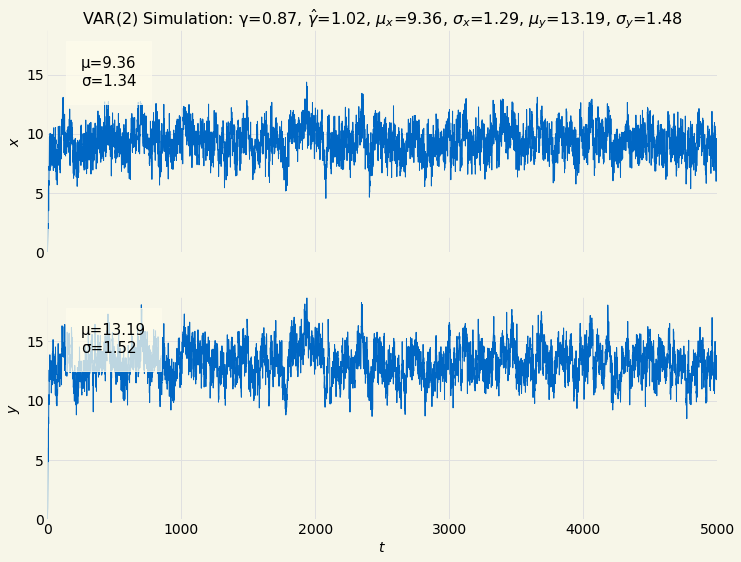 VAR(2) Simulation: γ=0.87, γ̂=1.02, μₓ=9.36, σₓ=1.29, μ_y=13.19, σ_y=1.48
μ=9.36
σ=1.34
15
10
5
0
x
μ=13.19
σ=1.52
15
10
5
0
y
0 1000 2000 3000 4000 5000
t